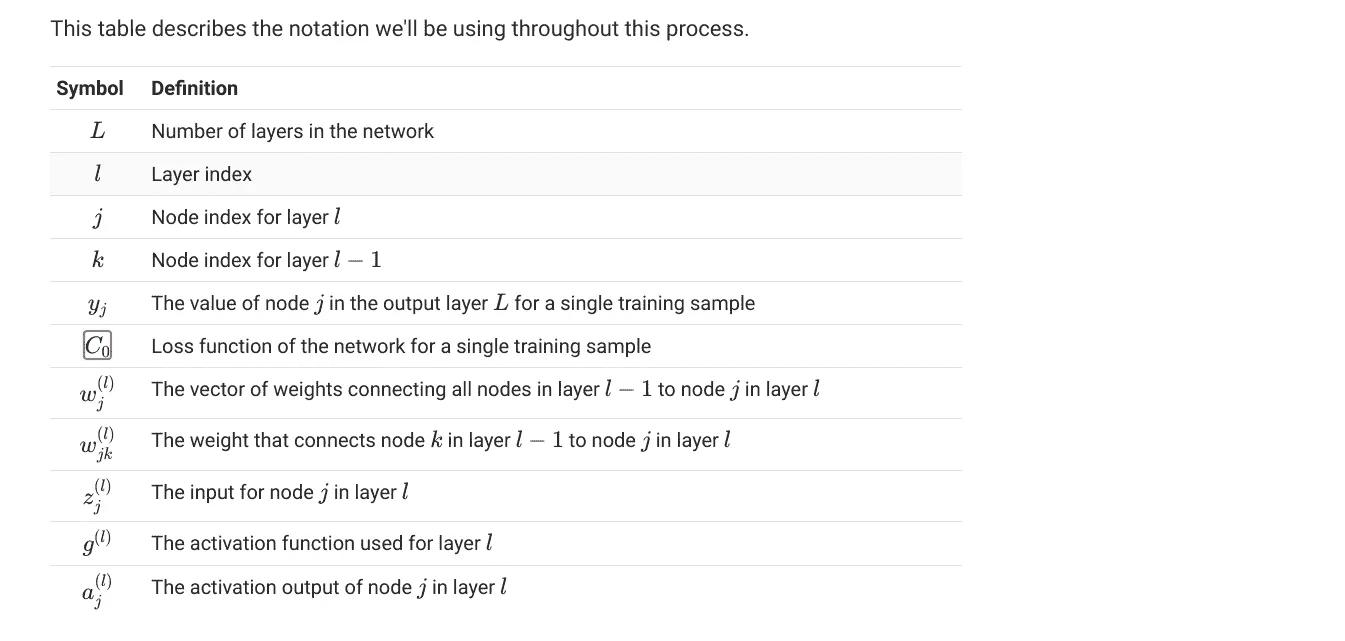 This table describes the notation we'll be using throughout this process.
Symbol Definition
L Number of layers in the network
l Layer index
j Node index for layer l
k Node index for layer l − 1
y_j The value of node j in the output layer L for a single training sample
C_0 Loss function of the network for a single training sample
w_j^(l) The vector of weights connecting all nodes in layer l − 1 to node j in layer l
w_jk^(l) The weight that connects node k in layer l − 1 to node j in layer l
z_j^(l) The input for node j in layer l
g^(l) The activation function used for layer l
a_j^(l) The activation output of node j in layer l